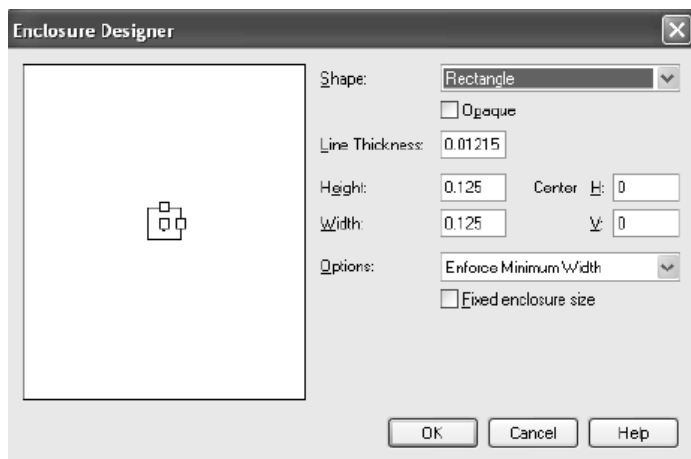 Enclosure Designer
Shape: Rectangle
Opaque
Line Thickness: 0.01215
Height: 0.125 Center H: 0
Width: 0.125 V: 0
Options: Enforce Minimum Width
Fixed enclosure size
OK Cancel Help